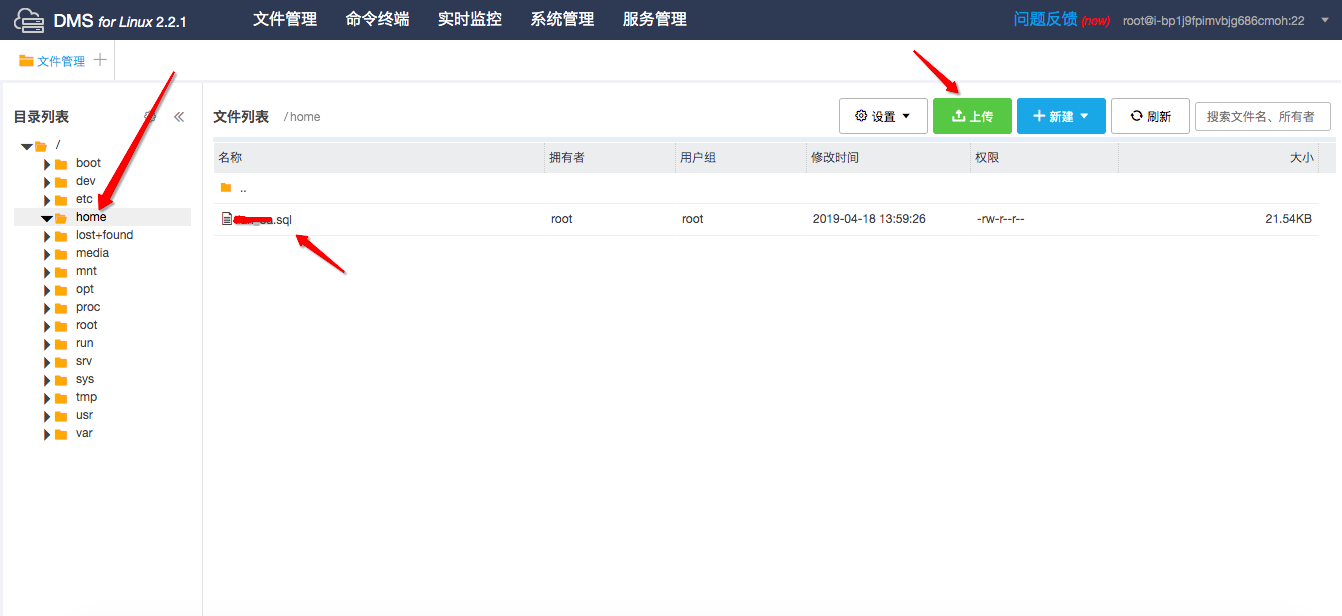 DMS for Linux 2.2.1 文件管理 命令终端 实时监控 系统管理 服务管理 问题反馈 (new) root@i-bp1j9fpimvbjg686cmoh:22
文件管理
目录列表
/
boot
dev
etc
home
lost+found
media
mnt
opt
proc
root
run
srv
sys
tmp
usr
var
文件列表 / home 设置 上传 新建 刷新 搜索文件名、所有者
名称 拥有者 用户组 修改时间 权限 大小
..
.sql root root 2019-04-18 13:59:26 -rw-r--r-- 21.54KB